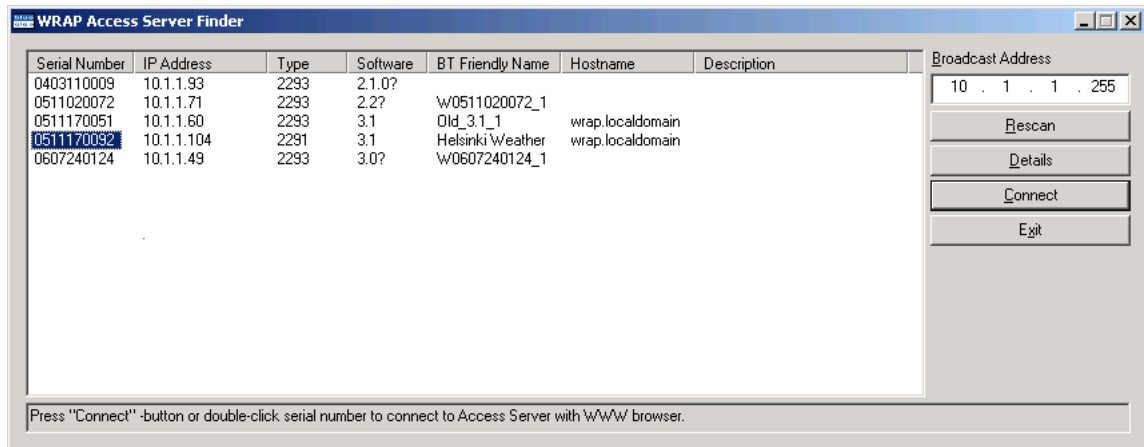 WRAP Access Server Finder
Serial Number IP Address Type Software BT Friendly Name Hostname Description
0403110009 10.1.1.93 2293 2.1.0?
0511020072 10.1.1.71 2293 2.2? W0511020072_1
0511170051 10.1.1.60 2293 3.1 Old_3.1_1 wrap.localdomain
0511170092 10.1.1.104 2291 3.1 Helsinki Weather wrap.localdomain
0607240124 10.1.1.49 2293 3.0? W0607240124_1
Broadcast Address
10 . 1 . 1 . 255
Rescan
Details
Connect
Exit
Press "Connect" -button or double-click serial number to connect to Access Server with WWW browser.